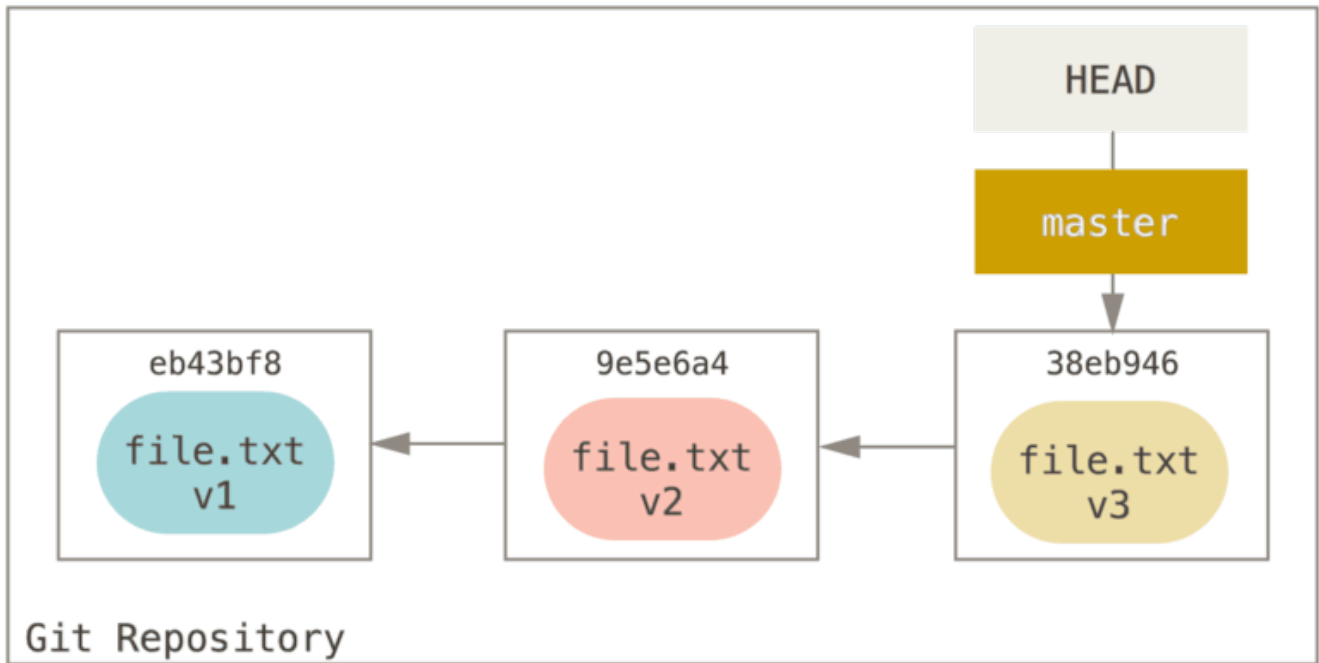 HEAD
master
eb43bf8
file.txt
v1
9e5e6a4
file.txt
v2
38eb946
file.txt
v3
Git Repository